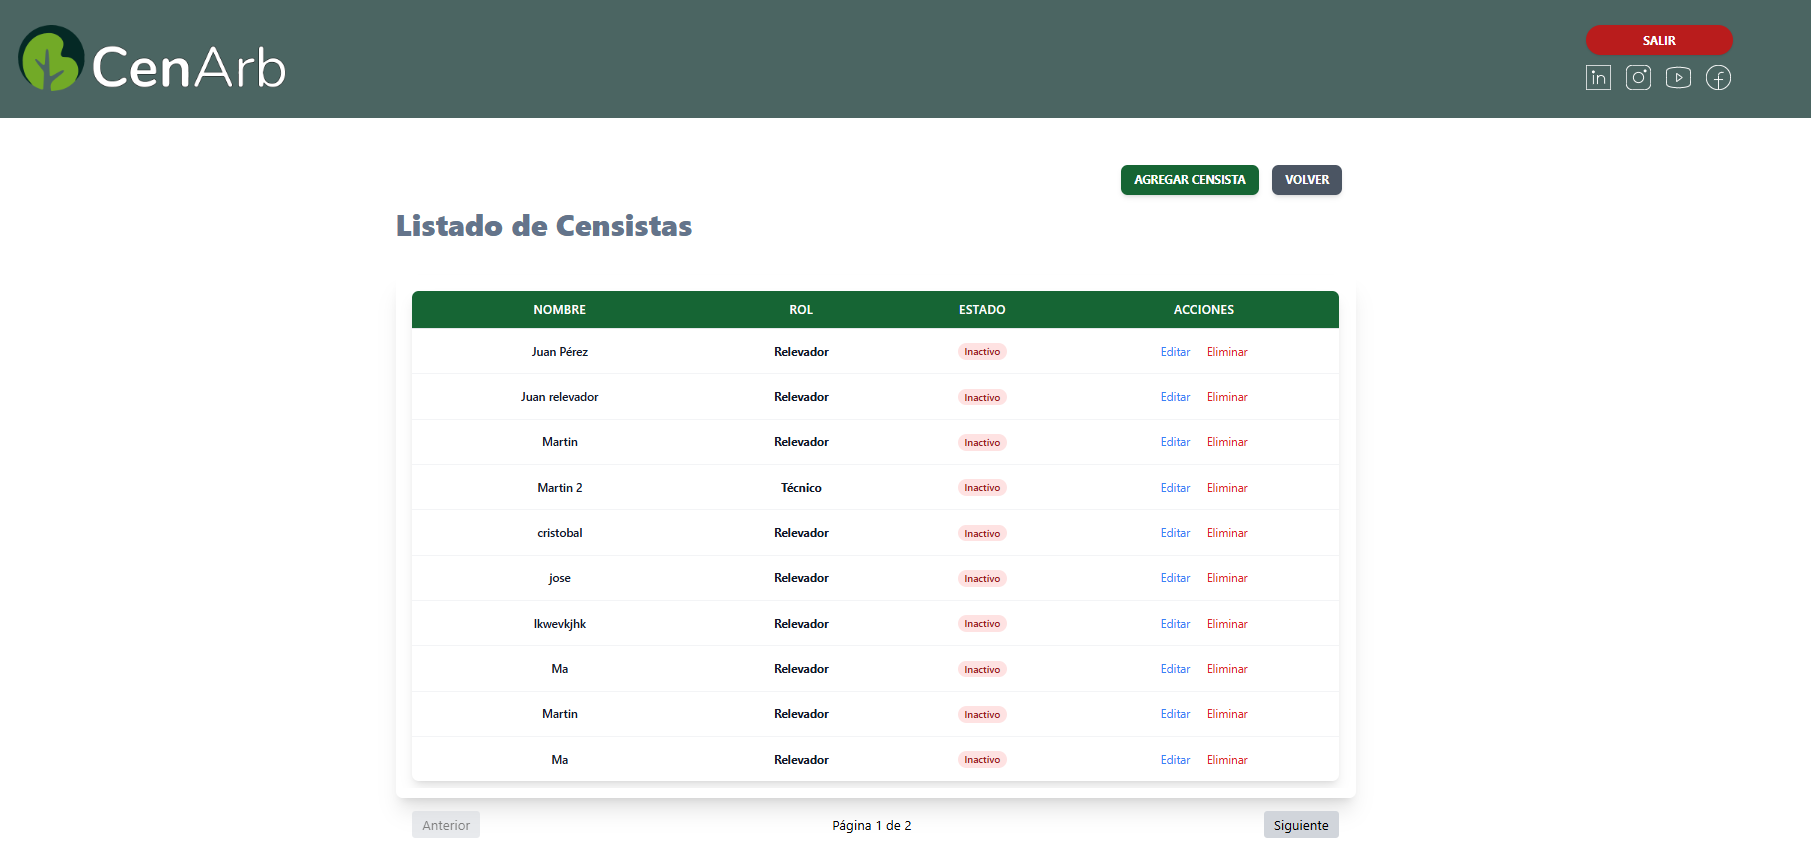 CenArb
SALIR
AGREGAR CENSISTA VOLVER
Listado de Censistas
NOMBRE ROL ESTADO ACCIONES
Juan Pérez Relevador Inactivo Editar Eliminar
Juan relevador Relevador Inactivo Editar Eliminar
Martin Relevador Inactivo Editar Eliminar
Martin 2 Técnico Inactivo Editar Eliminar
cristobal Relevador Inactivo Editar Eliminar
jose Relevador Inactivo Editar Eliminar
lkwevkjhk Relevador Inactivo Editar Eliminar
Ma Relevador Inactivo Editar Eliminar
Martin Relevador Inactivo Editar Eliminar
Ma Relevador Inactivo Editar Eliminar
Anterior Página 1 de 2 Siguiente